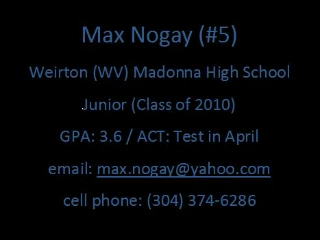 Max Nogay (#5)
Weirton (WV) Madonna High School
Junior (Class of 2010)
GPA: 3.6 / ACT: Test in April
email: max.nogay@yahoo.com
cell phone: (304) 374-6286